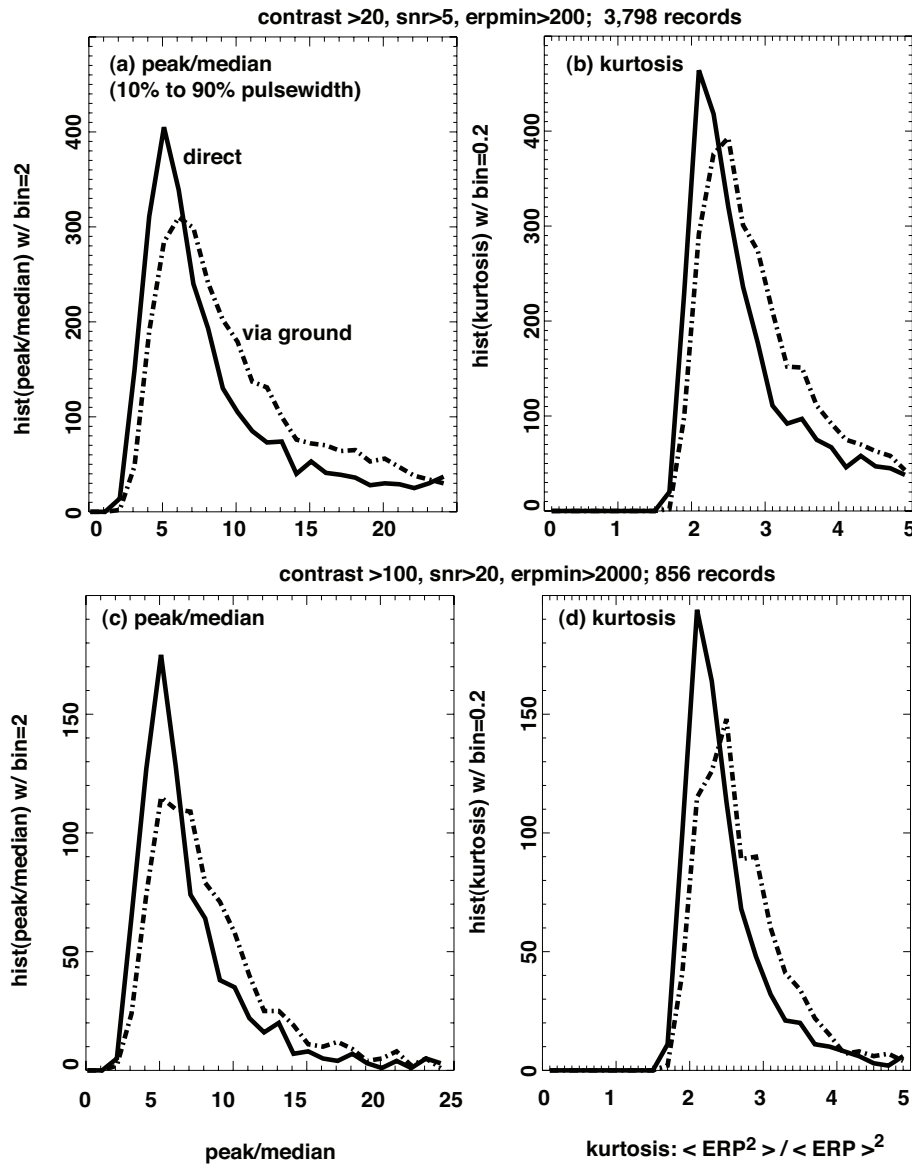 contrast >20, snr>5, erpmin>200;  3,798 records
(a) peak/median
(10% to 90% pulsewidth)
direct
via ground
hist(peak/median) w/ bin=2
0 100 200 300 400
0 5 10 15 20
(b) kurtosis
hist(kurtosis) w/ bin=0.2
0 100 200 300 400
0 1 2 3 4 5
contrast >100, snr>20, erpmin>2000; 856 records
(c) peak/median
hist(peak/median) w/ bin=2
0 50 100 150
0 5 10 15 20 25
peak/median
(d) kurtosis
hist(kurtosis) w/ bin=0.2
0 50 100 150
0 1 2 3 4 5
kurtosis: < ERP² > / < ERP >²